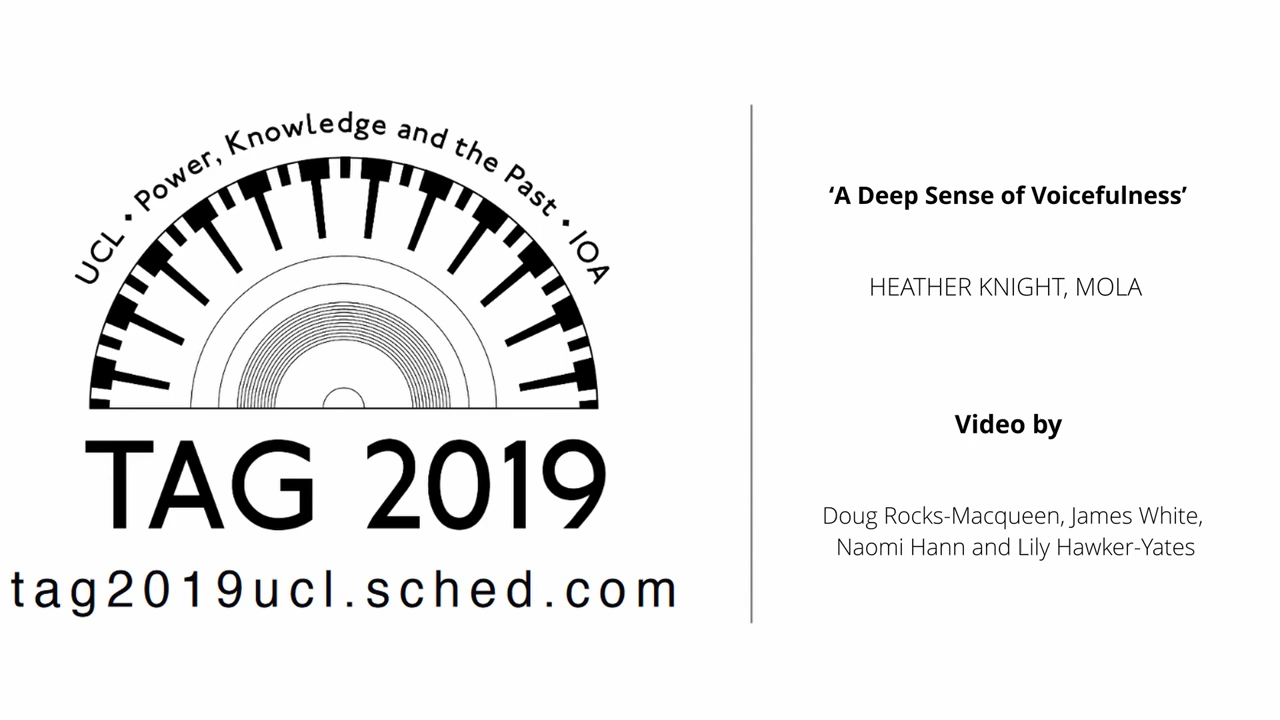 UCL • Power, Knowledge and the Past • IOA
TAG 2019
tag2019ucl.sched.com
‘A Deep Sense of Voicefulness’
HEATHER KNIGHT, MOLA
Video by
Doug Rocks-Macqueen, James White,
Naomi Hann and Lily Hawker-Yates